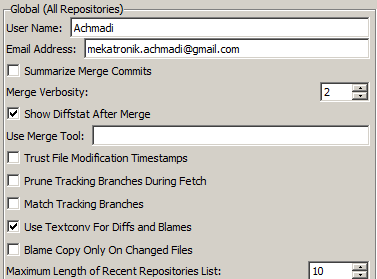 Global (All Repositories)
User Name: Achmadi
Email Address: mekatronik.achmadi@gmail.com
Summarize Merge Commits
Merge Verbosity: 2
Show Diffstat After Merge
Use Merge Tool:
Trust File Modification Timestamps
Prune Tracking Branches During Fetch
Match Tracking Branches
Use Textconv For Diffs and Blames
Blame Copy Only On Changed Files
Maximum Length of Recent Repositories List: 10